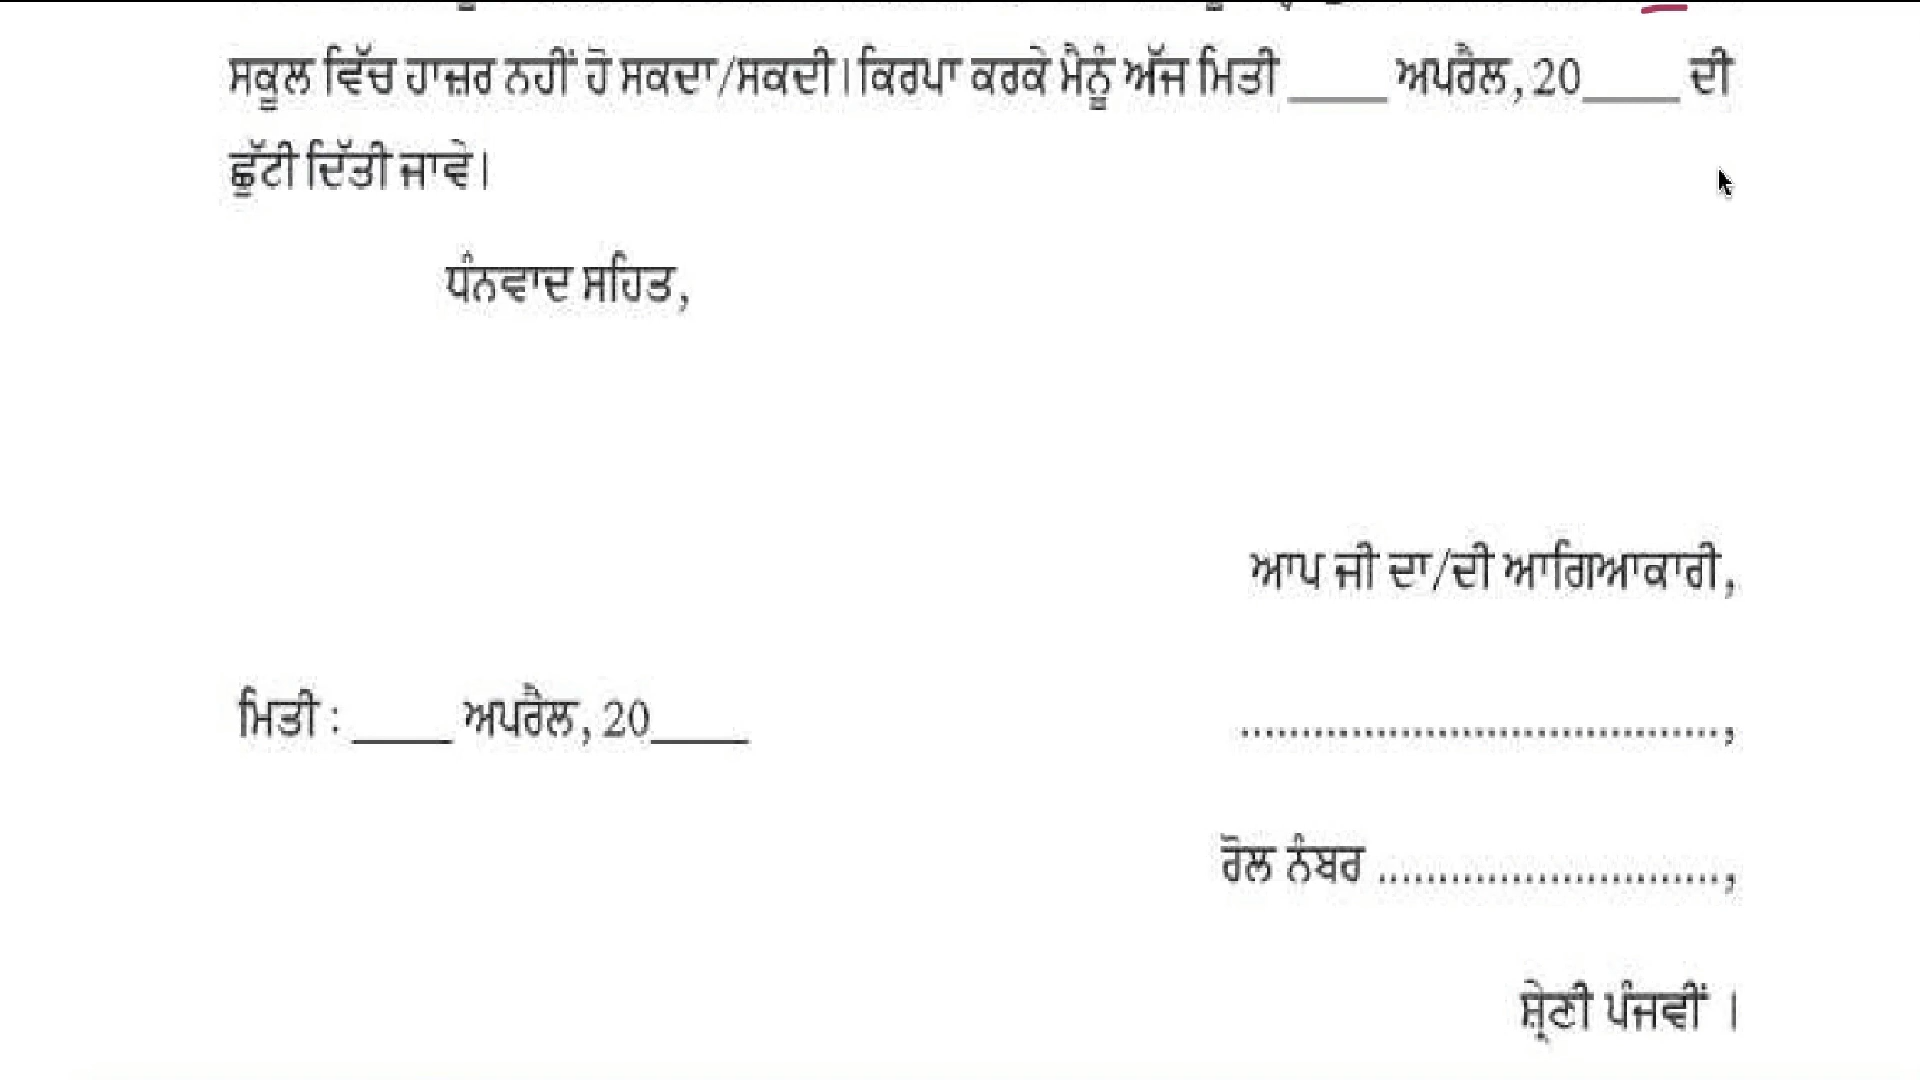 ਸਕੂਲ ਵਿੱਚ ਹਾਜ਼ਰ ਨਹੀਂ ਹੋ ਸਕਦਾ/ਸਕਦੀ। ਕਿਰਪਾ ਕਰਕੇ ਮੈਨੂੰ ਅੱਜ ਮਿਤੀ ____ ਅਪਰੈਲ, 20____ ਦੀ
ਛੁੱਟੀ ਦਿੱਤੀ ਜਾਵੇ।
ਧੰਨਵਾਦ ਸਹਿਤ,
ਆਪ ਜੀ ਦਾ/ਦੀ ਆਗਿਆਕਾਰੀ,
ਮਿਤੀ : ____ ਅਪਰੈਲ, 20____ ......................................,
ਰੋਲ ਨੰਬਰ ...........................,
ਸ਼੍ਰੇਣੀ ਪੰਜਵੀਂ ।